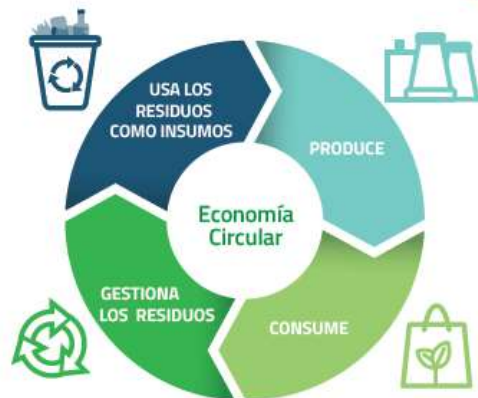 USA LOS
RESIDUOS
COMO INSUMOS
PRODUCE
Economía
Circular
GESTIONA
LOS RESIDUOS
CONSUME